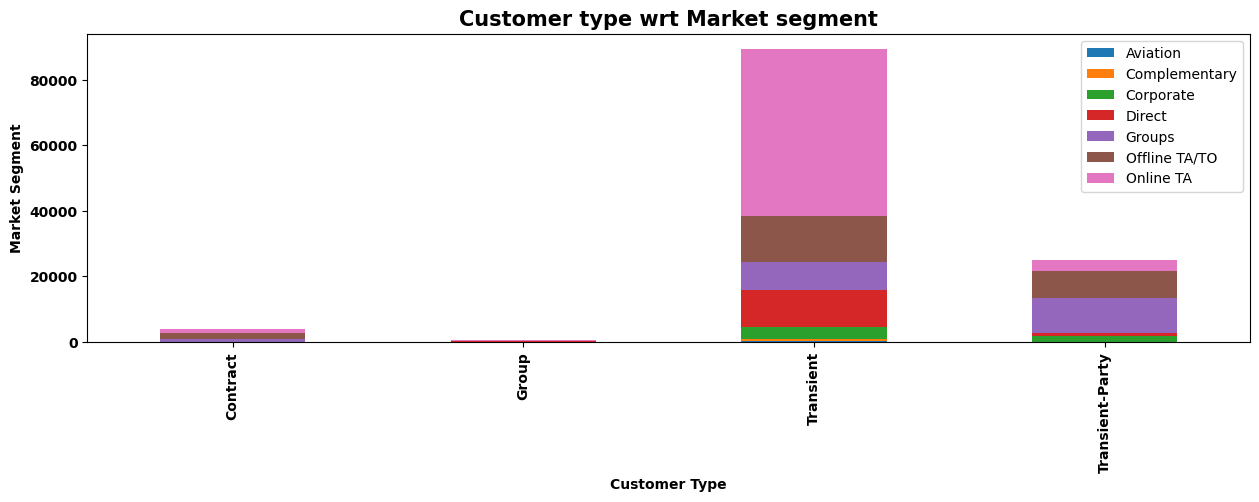 Customer type wrt Market segment
Market Segment
80000
60000
40000
20000
0
Aviation
Complementary
Corporate
Direct
Groups
Offline TA/TO
Online TA
Contract
Group
Transient
Transient-Party
Customer Type